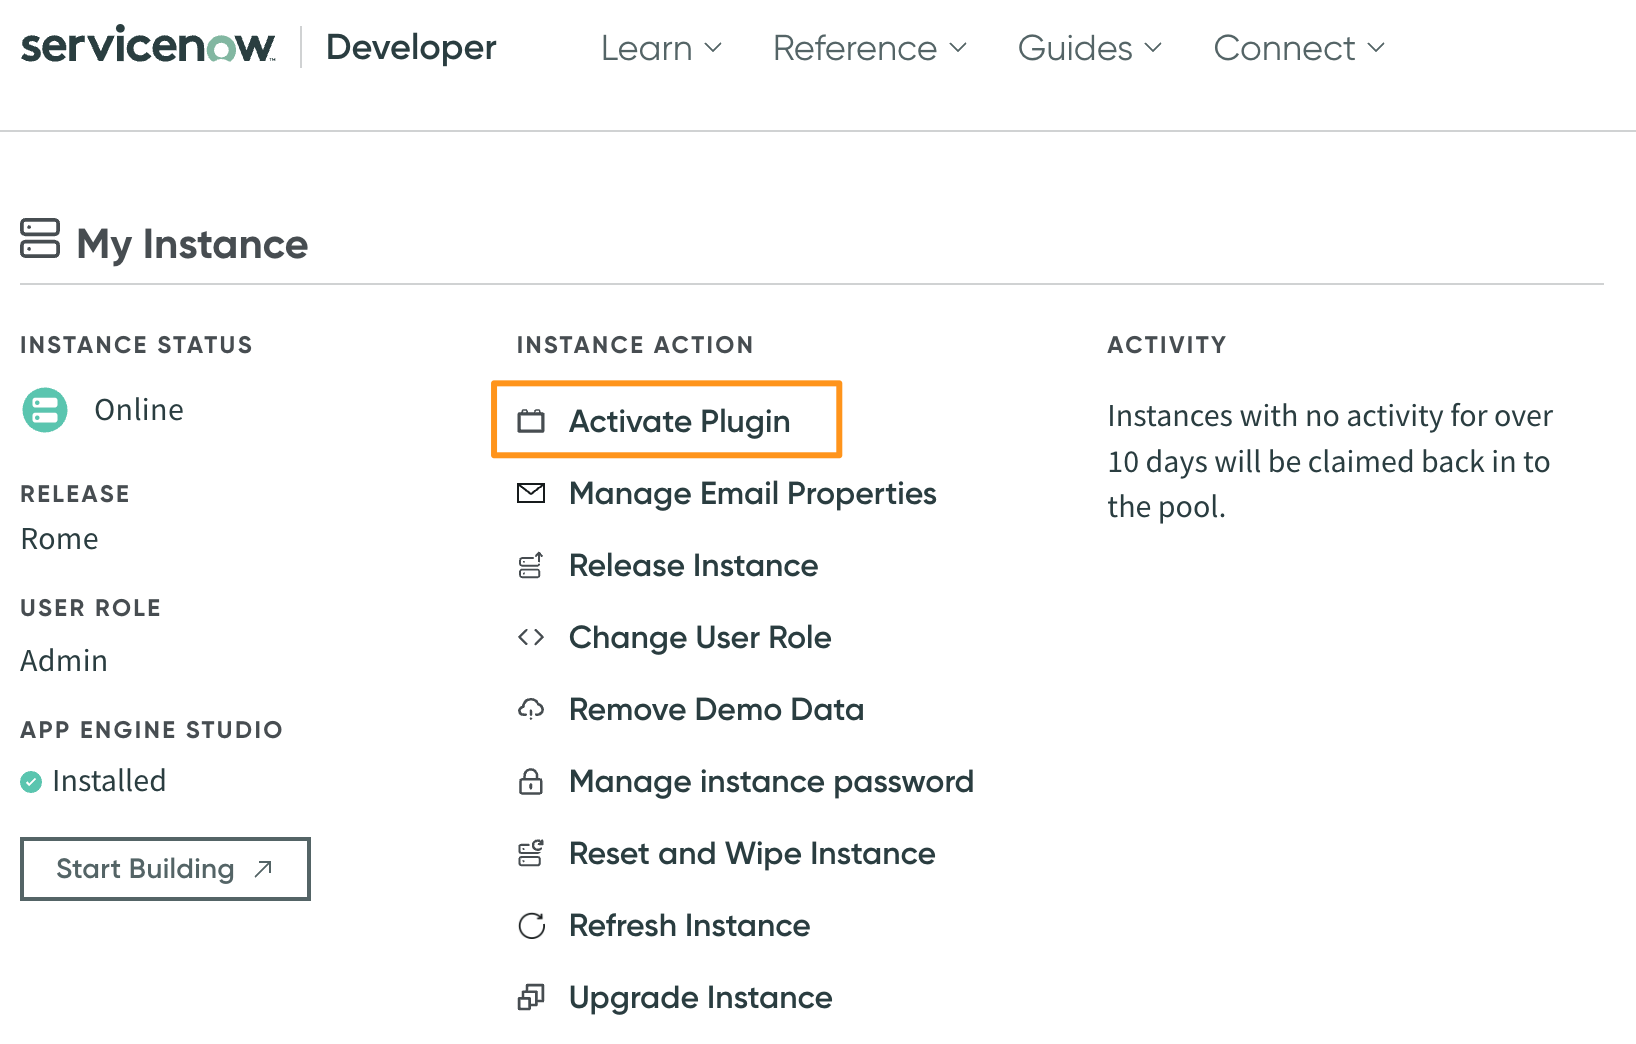 servicenow™ Developer Learn Reference Guides Connect
My Instance
INSTANCE STATUS
Online
RELEASE
Rome
USER ROLE
Admin
APP ENGINE STUDIO
Installed
Start Building
INSTANCE ACTION
Activate Plugin
Manage Email Properties
Release Instance
Change User Role
Remove Demo Data
Manage instance password
Reset and Wipe Instance
Refresh Instance
Upgrade Instance
ACTIVITY
Instances with no activity for over
10 days will be claimed back in to
the pool.